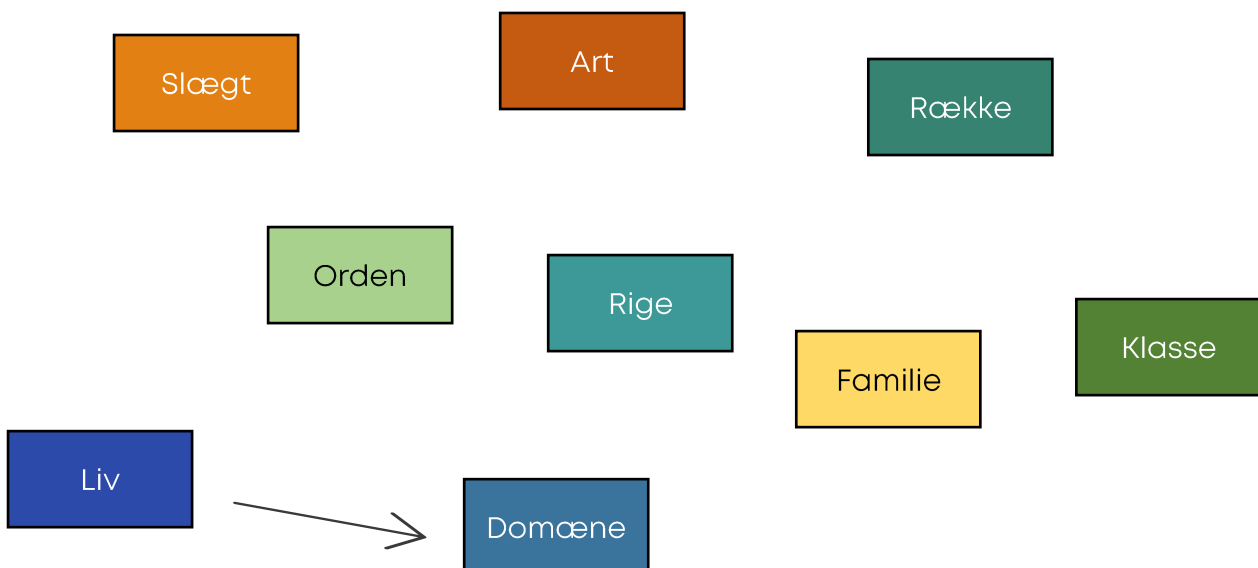 Slægt
Art
Række
Orden
Rige
Familie
Klasse
Liv
Domæne